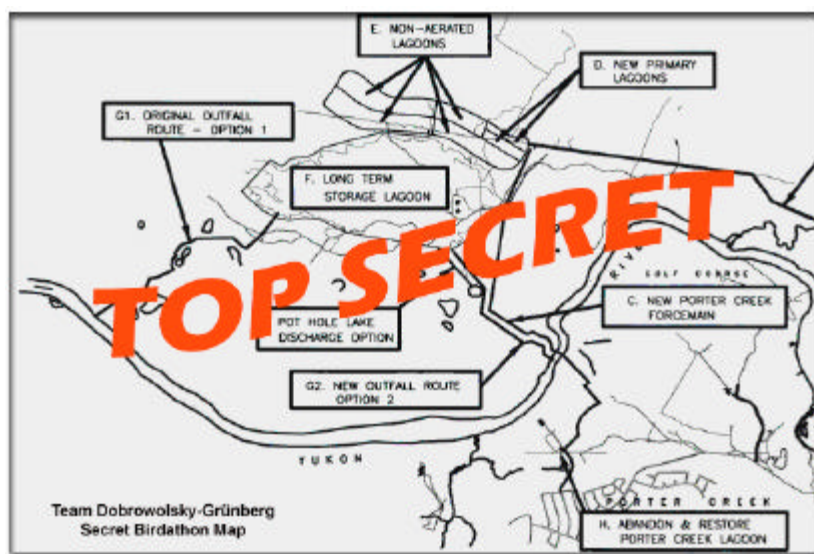 E. NON-AERATED
LAGOONS
D. NEW PRIMARY
LAGOONS
G1. ORIGINAL OUTFALL
ROUTE - OPTION 1
F. LONG TERM
STORAGE LAGOON
TOP SECRET
RIVER
GOLF COURSE
C. NEW PORTER CREEK
FORCEMAIN
POT HOLE LAKE
DISCHARGE OPTION
G2. NEW OUTFALL ROUTE
OPTION 2
YUKON
Team Dobrowolsky-Grünberg
Secret Birdathon Map
PORTER CREEK
H. ABANDON & RESTORE
PORTER CREEK LAGOON